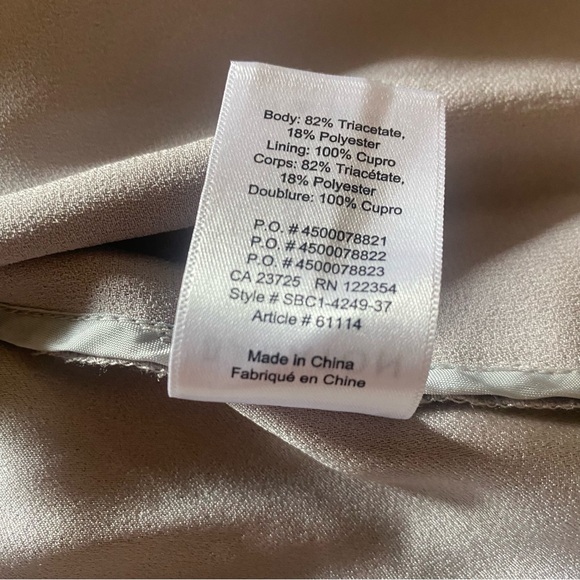 Body: 82% Triacetate,
18% Polyester
Lining: 100% Cupro
Corps: 82% Triacétate,
18% Polyester
Doublure: 100% Cupro
P.O. # 4500078821
P.O. # 4500078822
P.O. # 4500078823
CA 23725 RN 122354
Style # SBC1-4249-37
Article # 61114
Made in China
Fabriqué en Chine